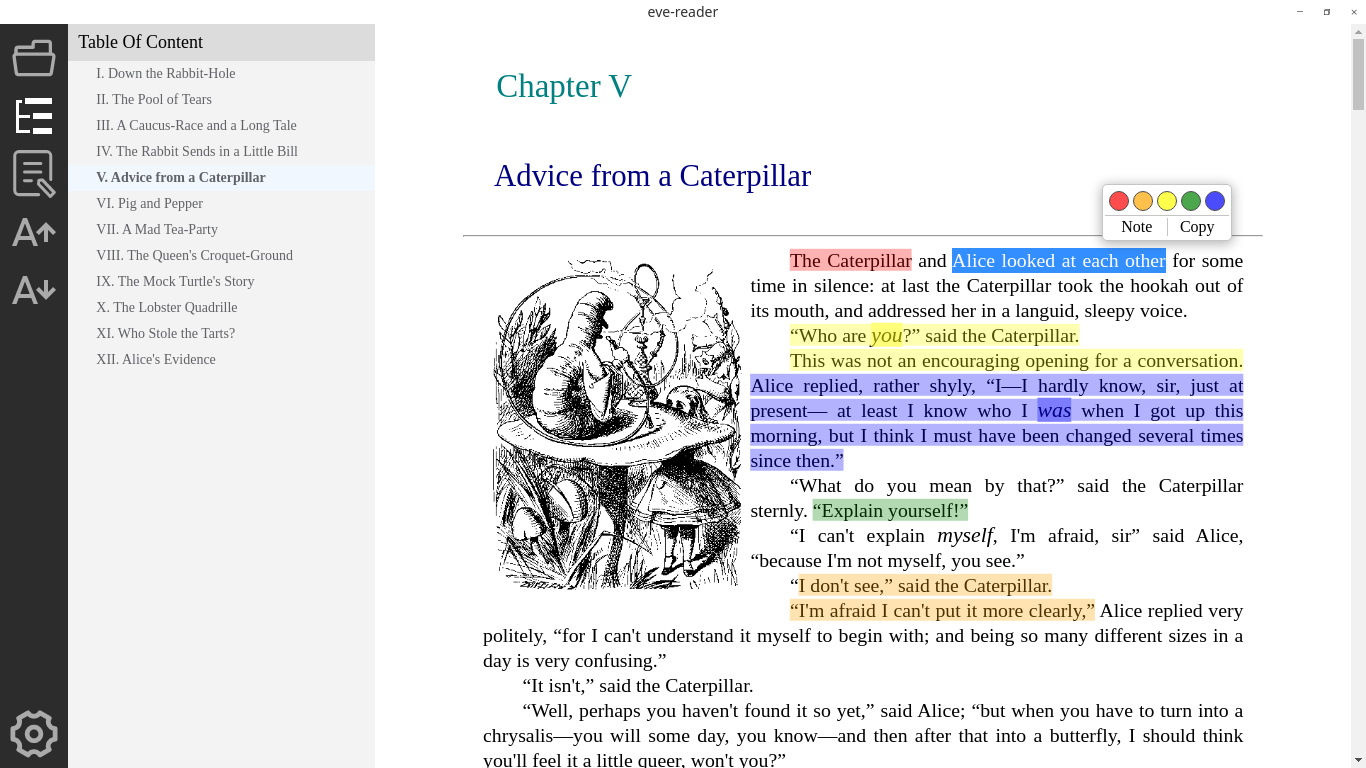 eve-reader
Table Of Content
I. Down the Rabbit-Hole
II. The Pool of Tears
III. A Caucus-Race and a Long Tale
IV. The Rabbit Sends in a Little Bill
V. Advice from a Caterpillar
VI. Pig and Pepper
VII. A Mad Tea-Party
VIII. The Queen's Croquet-Ground
IX. The Mock Turtle's Story
X. The Lobster Quadrille
XI. Who Stole the Tarts?
XII. Alice's Evidence
Chapter V
Advice from a Caterpillar
Note Copy
The Caterpillar and Alice looked at each other for some
time in silence: at last the Caterpillar took the hookah out of
its mouth, and addressed her in a languid, sleepy voice.
“Who are you?” said the Caterpillar.
This was not an encouraging opening for a conversation.
Alice replied, rather shyly, “I—I hardly know, sir, just at
present— at least I know who I was when I got up this
morning, but I think I must have been changed several times
since then.”
“What do you mean by that?” said the Caterpillar
sternly. “Explain yourself!”
“I can't explain myself, I'm afraid, sir” said Alice,
“because I'm not myself, you see.”
“I don't see,” said the Caterpillar.
“I'm afraid I can't put it more clearly,” Alice replied very
politely, “for I can't understand it myself to begin with; and being so many different sizes in a
day is very confusing.”
“It isn't,” said the Caterpillar.
“Well, perhaps you haven't found it so yet,” said Alice; “but when you have to turn into a
chrysalis—you will some day, you know—and then after that into a butterfly, I should think
you'll feel it a little queer, won't you?”